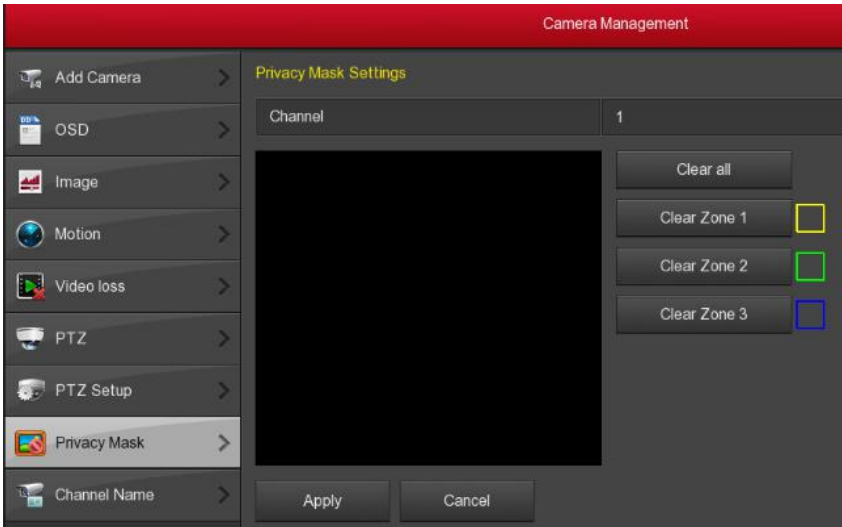 Camera Management
Add Camera
OSD
Image
Motion
Video loss
PTZ
PTZ Setup
Privacy Mask
Channel Name
Privacy Mask Settings
Channel 1
Clear all
Clear Zone 1
Clear Zone 2
Clear Zone 3
Apply Cancel